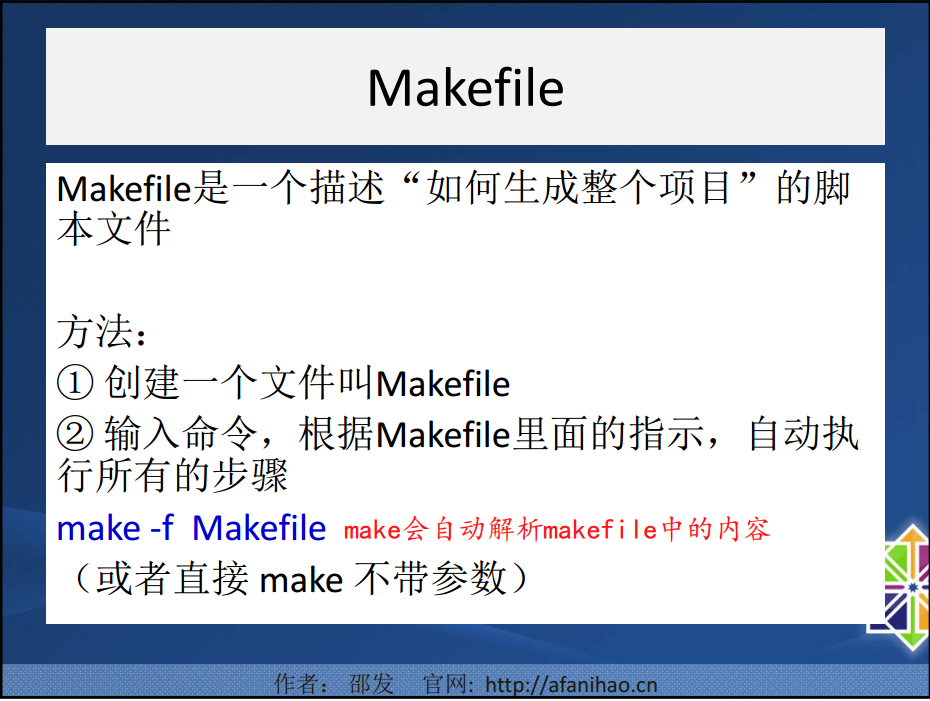 Makefile
Makefile是一个描述“如何生成整个项目”的脚
本文件
方法：
① 创建一个文件叫Makefile
② 输入命令，根据Makefile里面的指示，自动执
行所有的步骤
make -f  Makefile  make会自动解析makefile中的内容
（或者直接 make 不带参数）
作者： 邵发    官网:  http://afanihao.cn